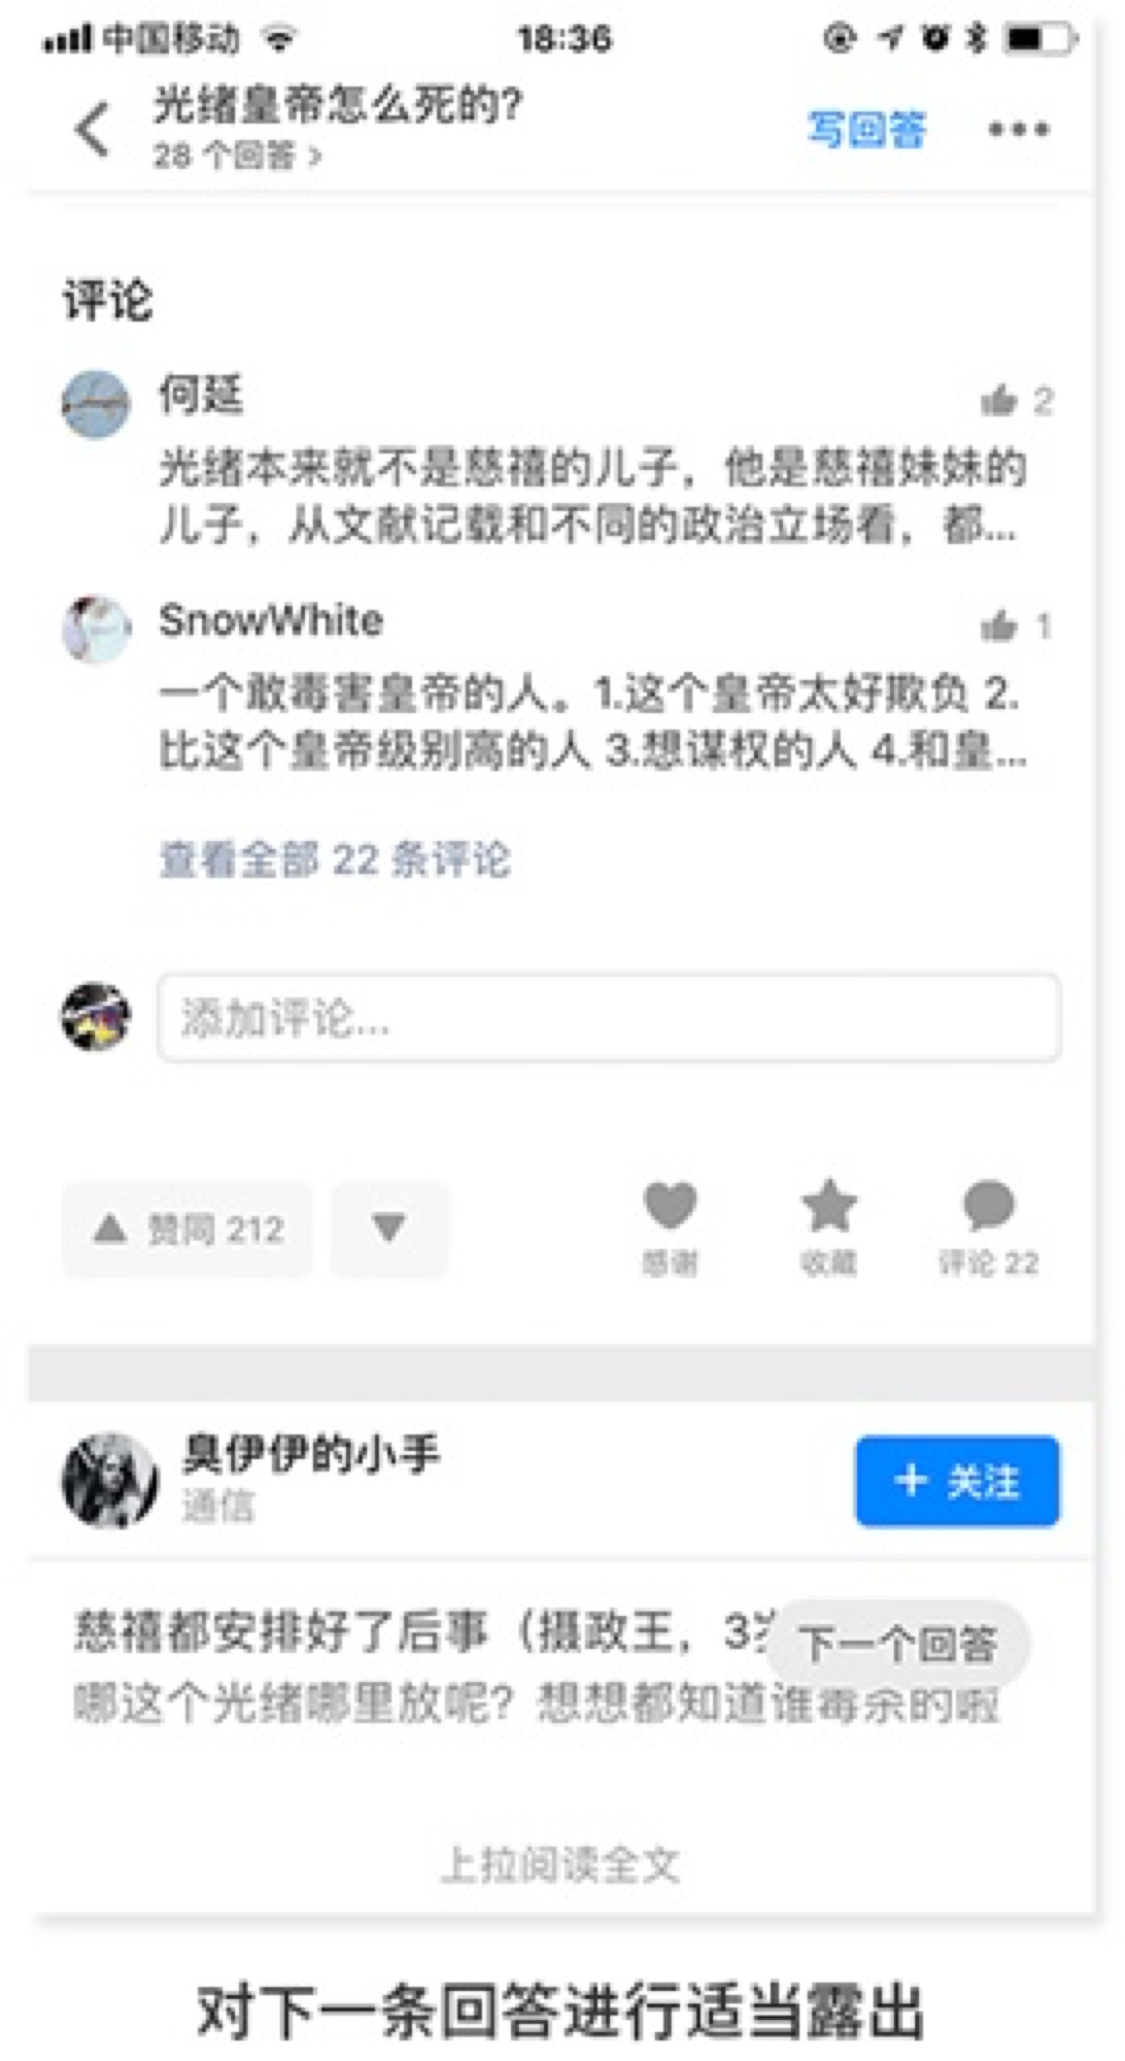 中国移动 18:36
光绪皇帝怎么死的?
28 个回答 >
写回答
评论
何延
2
光绪本来就不是慈禧的儿子，他是慈禧妹妹的
儿子，从文献记载和不同的政治立场看，都...
SnowWhite
1
一个敢毒害皇帝的人。1.这个皇帝太好欺负 2.
比这个皇帝级别高的人 3.想谋权的人 4.和皇...
查看全部 22 条评论
添加评论...
赞同 212
感谢
收藏
评论 22
臭伊伊的小手
通信
+ 关注
慈禧都安排好了后事（摄政王，3岁
下一个回答
哪这个光绪哪里放呢？想想都知道谁毒杀的啦
上拉阅读全文
对下一条回答进行适当露出